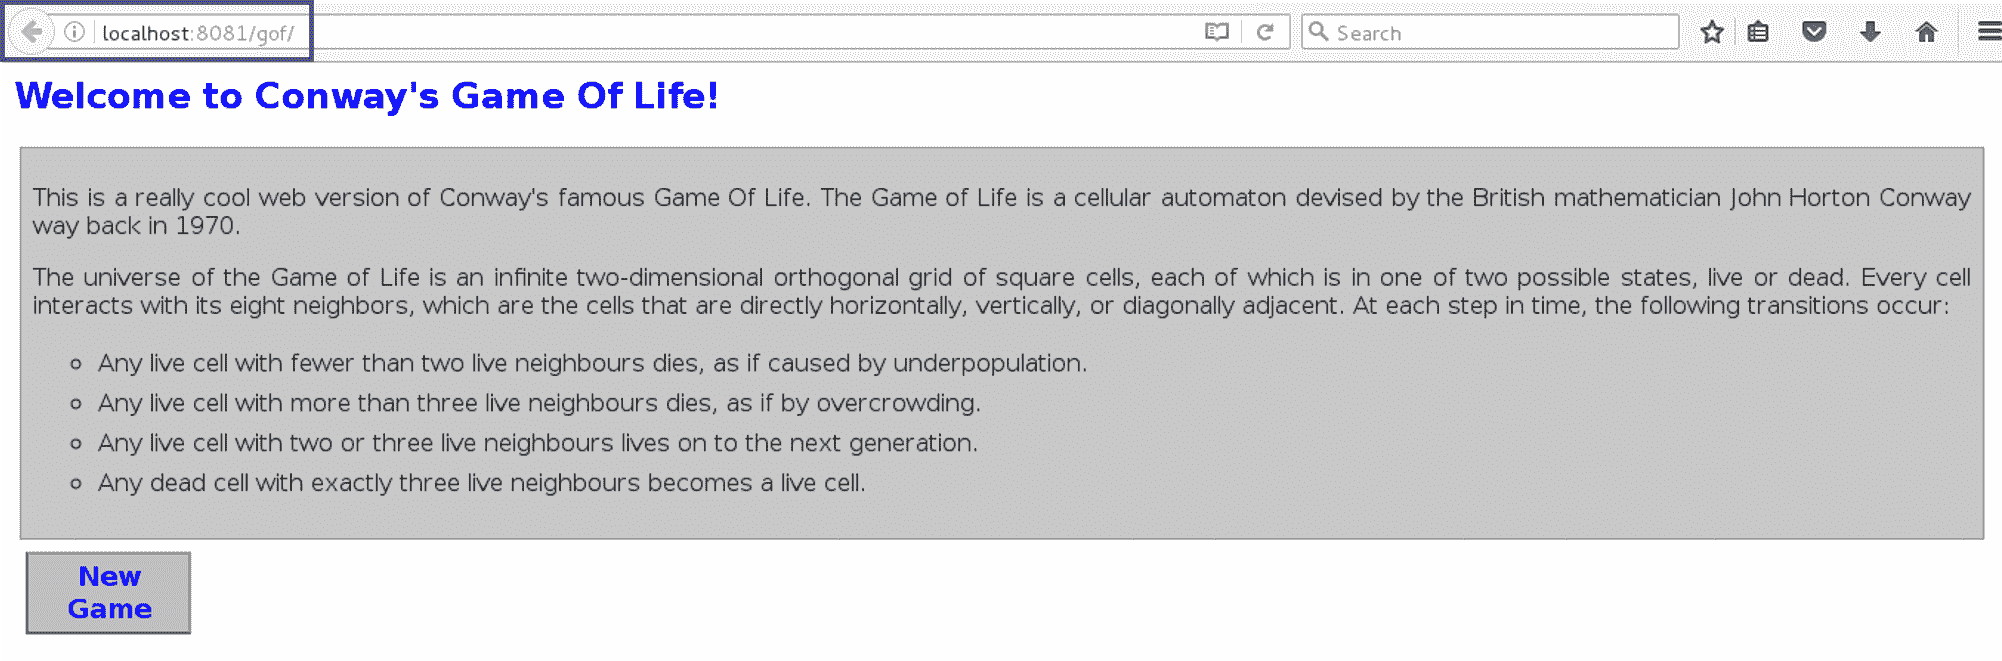 localhost:8081/gof/
Search
Welcome to Conway's Game Of Life!
This is a really cool web version of Conway's famous Game Of Life. The Game of Life is a cellular automaton devised by the British mathematician John Horton Conway
way back in 1970.
The universe of the Game of Life is an infinite two-dimensional orthogonal grid of square cells, each of which is in one of two possible states, live or dead. Every cell
interacts with its eight neighbors, which are the cells that are directly horizontally, vertically, or diagonally adjacent. At each step in time, the following transitions occur:
Any live cell with fewer than two live neighbours dies, as if caused by underpopulation.
Any live cell with more than three live neighbours dies, as if by overcrowding.
Any live cell with two or three live neighbours lives on to the next generation.
Any dead cell with exactly three live neighbours becomes a live cell.
New
Game